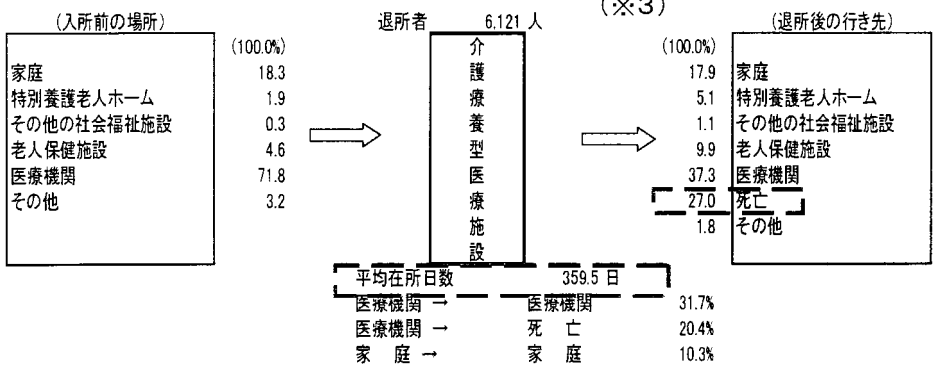 (※3)
(入所前の場所)
退所者 6,121 人
(退所後の行き先)
(100.0%)
家庭 18.3
特別養護老人ホーム 1.9
その他の社会福祉施設 0.3
老人保健施設 4.6
医療機関 71.8
その他 3.2
介護療養型医療施設
(100.0%)
17.9 家庭
5.1 特別養護老人ホーム
1.1 その他の社会福祉施設
9.9 老人保健施設
37.3 医療機関
27.0 死亡
1.8 その他
平均在所日数 359.5 日
医療機関 → 医療機関 31.7%
医療機関 → 死 亡 20.4%
家 庭 → 家 庭 10.3%